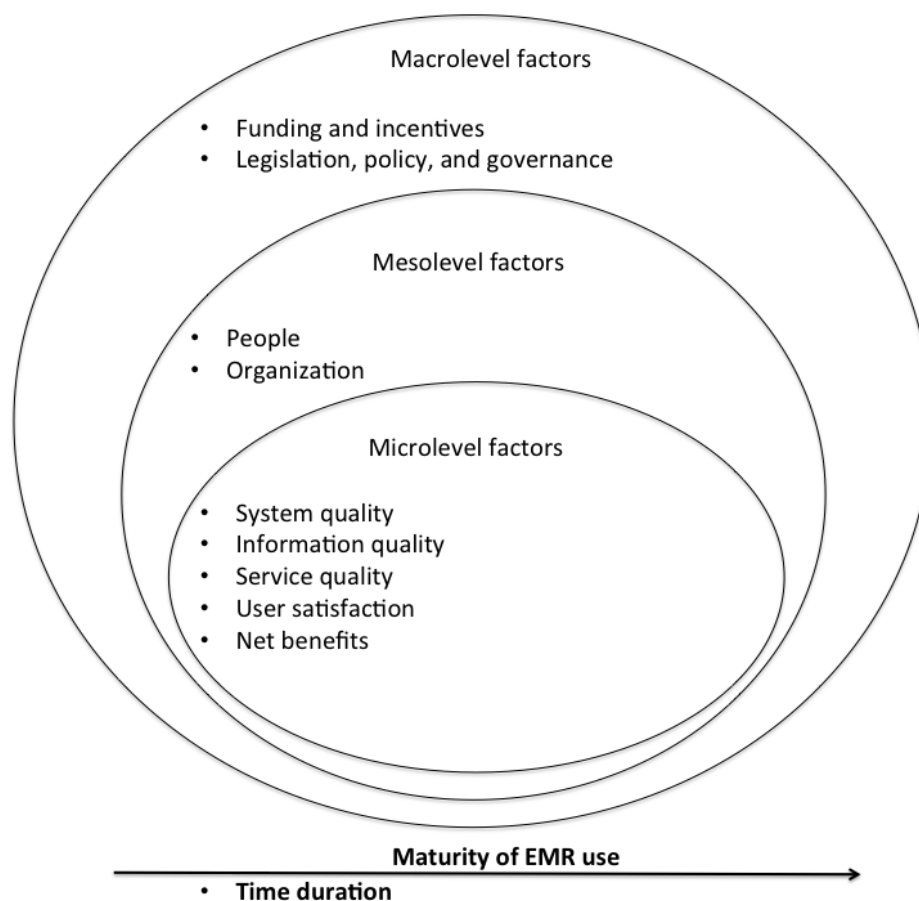 Macrolevel factors
• Funding and incentives
• Legislation, policy, and governance
Mesolevel factors
• People
• Organization
Microlevel factors
• System quality
• Information quality
• Service quality
• User satisfaction
• Net benefits
Maturity of EMR use
• Time duration